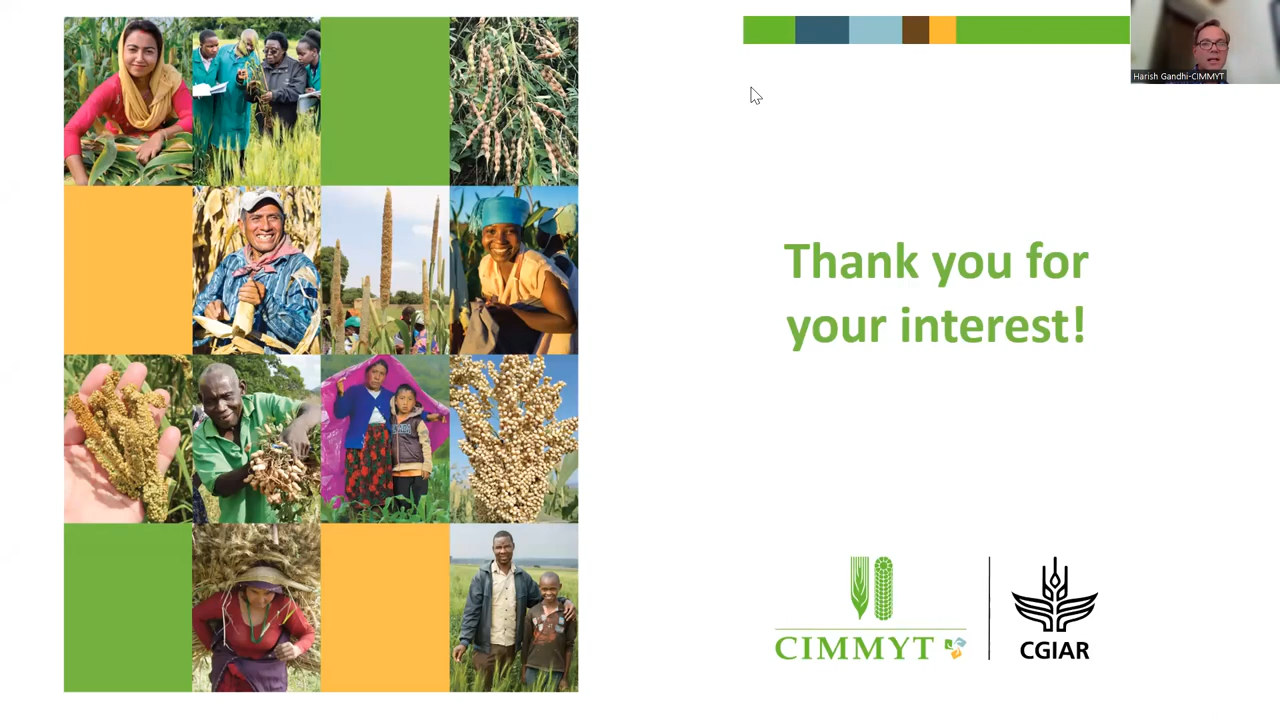 Harish Gandhi-CIMMYT
Thank you for
your interest!
CIMMYT
CGIAR